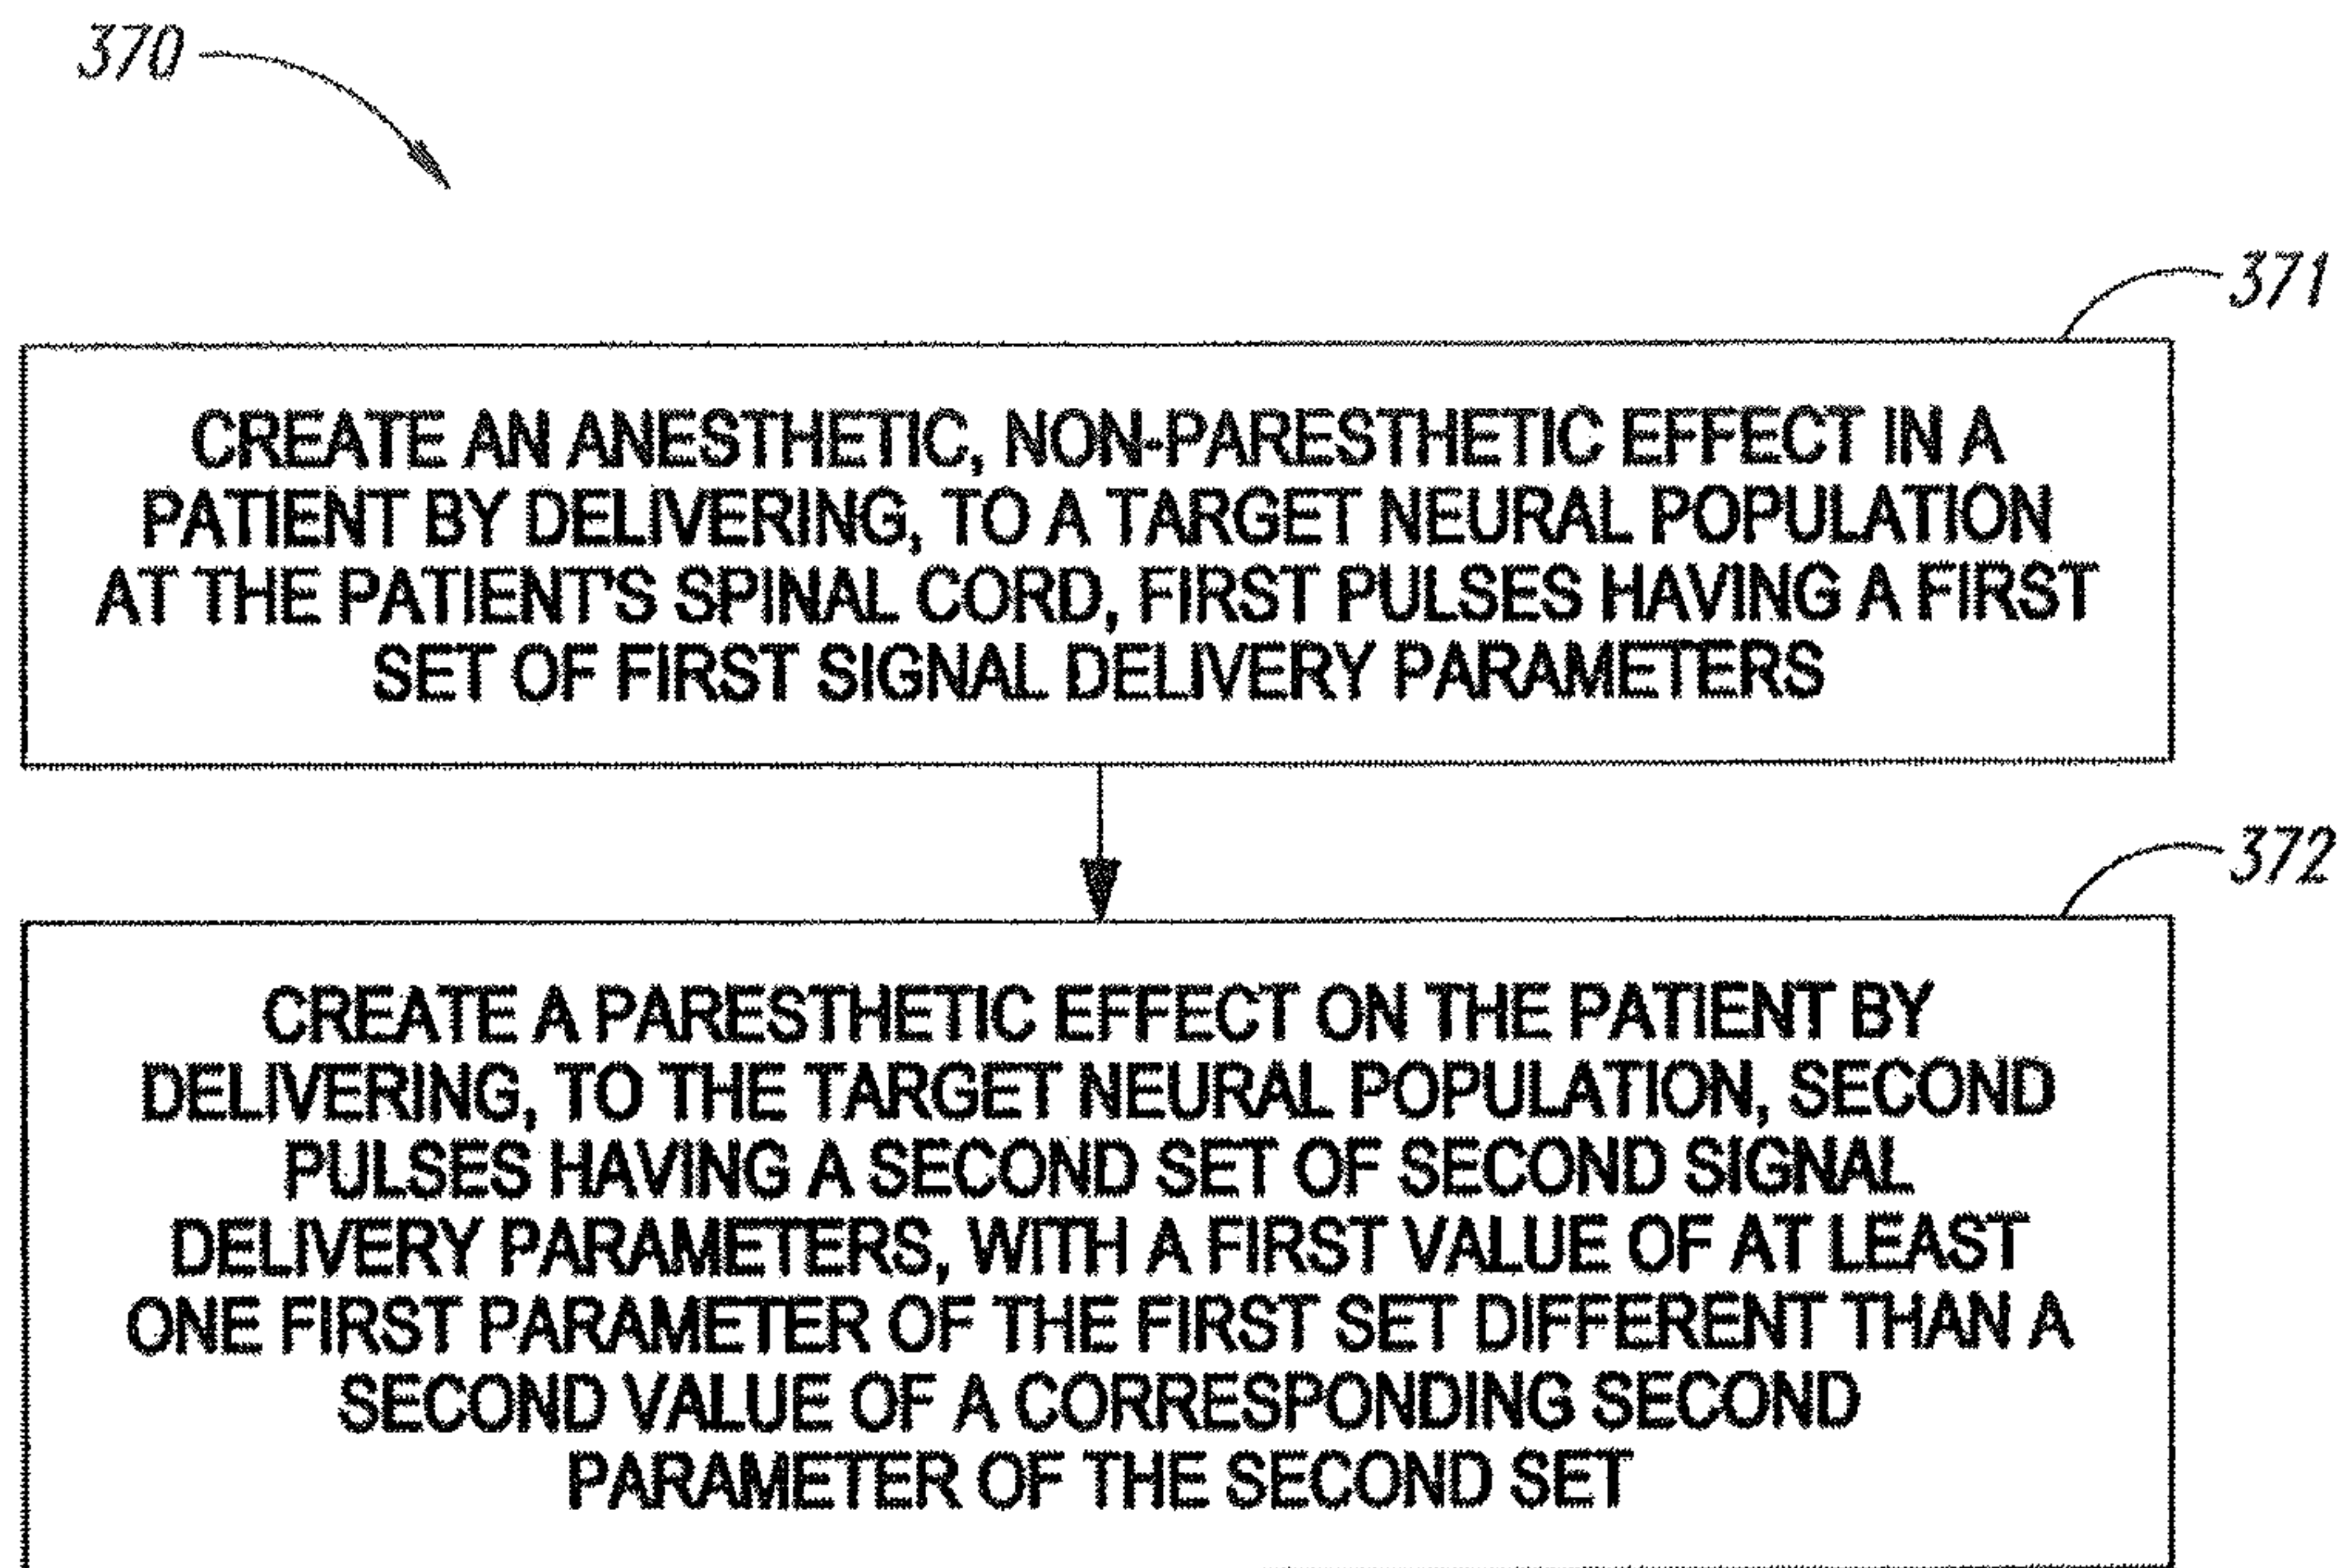 370
371
CREATE AN ANESTHETIC, NON-PARESTHETIC EFFECT IN A
PATIENT BY DELIVERING, TO A TARGET NEURAL POPULATION
AT THE PATIENT'S SPINAL CORD, FIRST PULSES HAVING A FIRST
SET OF FIRST SIGNAL DELIVERY PARAMETERS
372
CREATE A PARESTHETIC EFFECT ON THE PATIENT BY
DELIVERING, TO THE TARGET NEURAL POPULATION, SECOND
PULSES HAVING A SECOND SET OF SECOND SIGNAL
DELIVERY PARAMETERS, WITH A FIRST VALUE OF AT LEAST
ONE FIRST PARAMETER OF THE FIRST SET DIFFERENT THAN A
SECOND VALUE OF A CORRESPONDING SECOND
PARAMETER OF THE SECOND SET